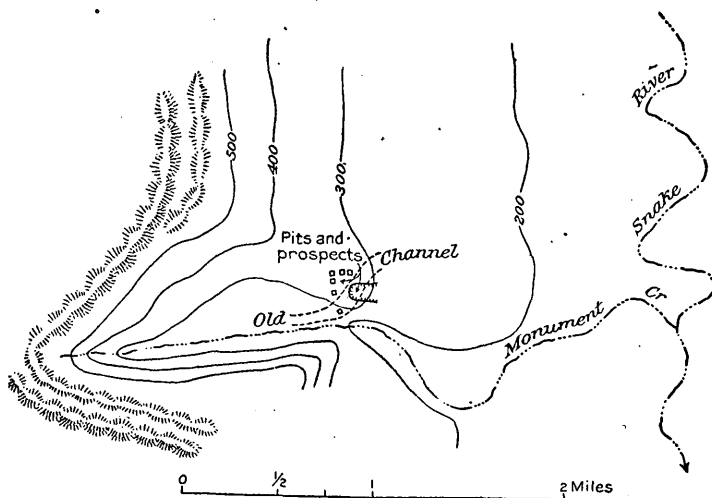 River
500
400
300
200
Snake
Pits and
prospects
Channel
Old
Monument
Cr
0
1/2
1
2 Miles